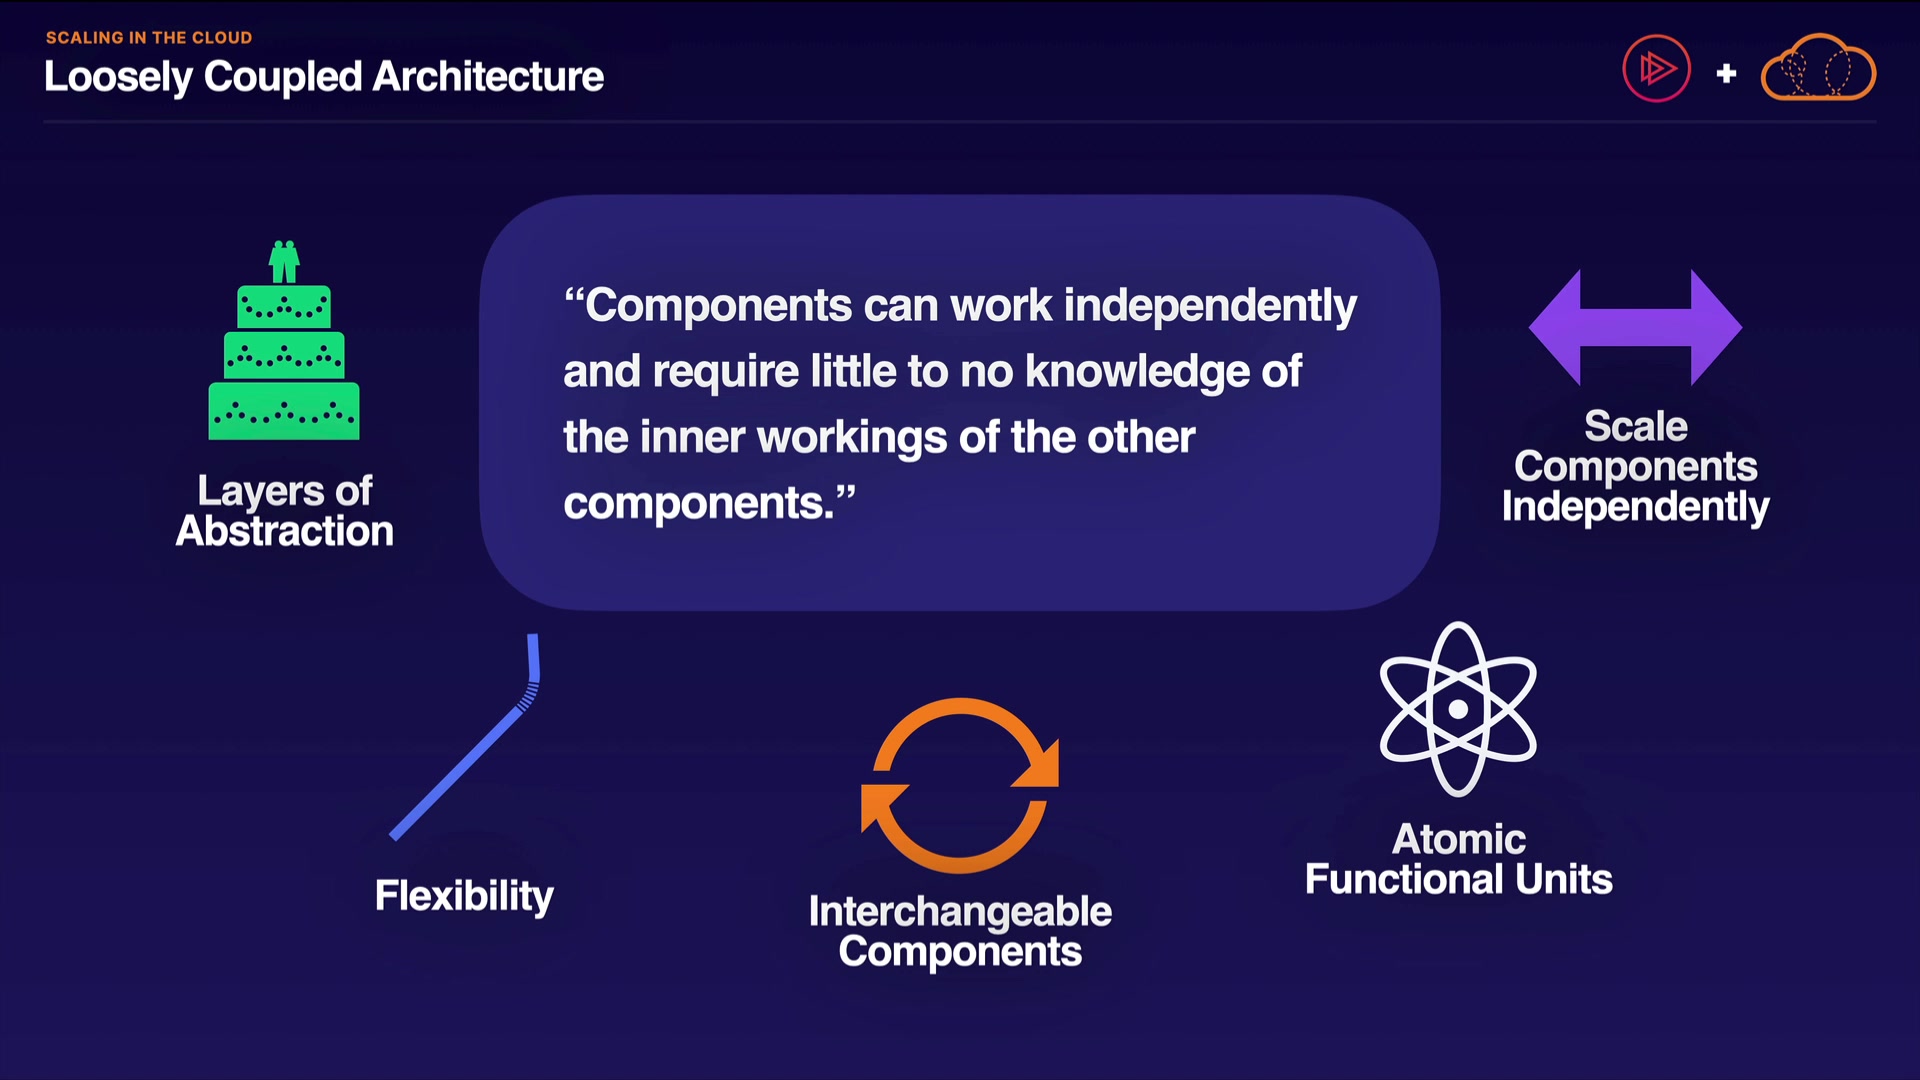 SCALING IN THE CLOUD
Loosely Coupled Architecture
“Components can work independently
and require little to no knowledge of
the inner workings of the other
components.”
Layers of
Abstraction
Flexibility
Interchangeable
Components
Atomic
Functional Units
Scale
Components
Independently